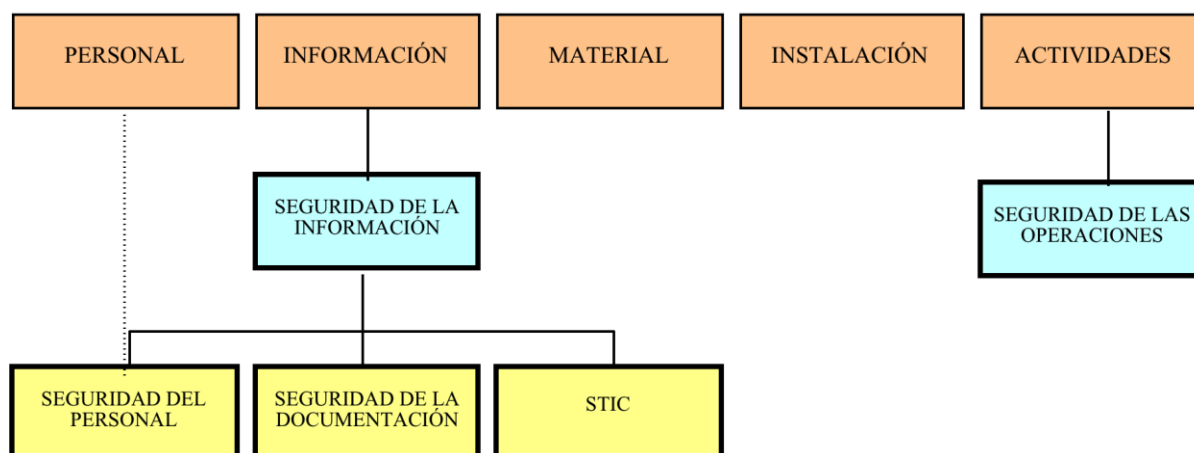 PERSONAL
INFORMACIÓN
MATERIAL
INSTALACIÓN
ACTIVIDADES
SEGURIDAD DE LA
INFORMACIÓN
SEGURIDAD DE LAS
OPERACIONES
SEGURIDAD DEL
PERSONAL
SEGURIDAD DE LA
DOCUMENTACIÓN
STIC